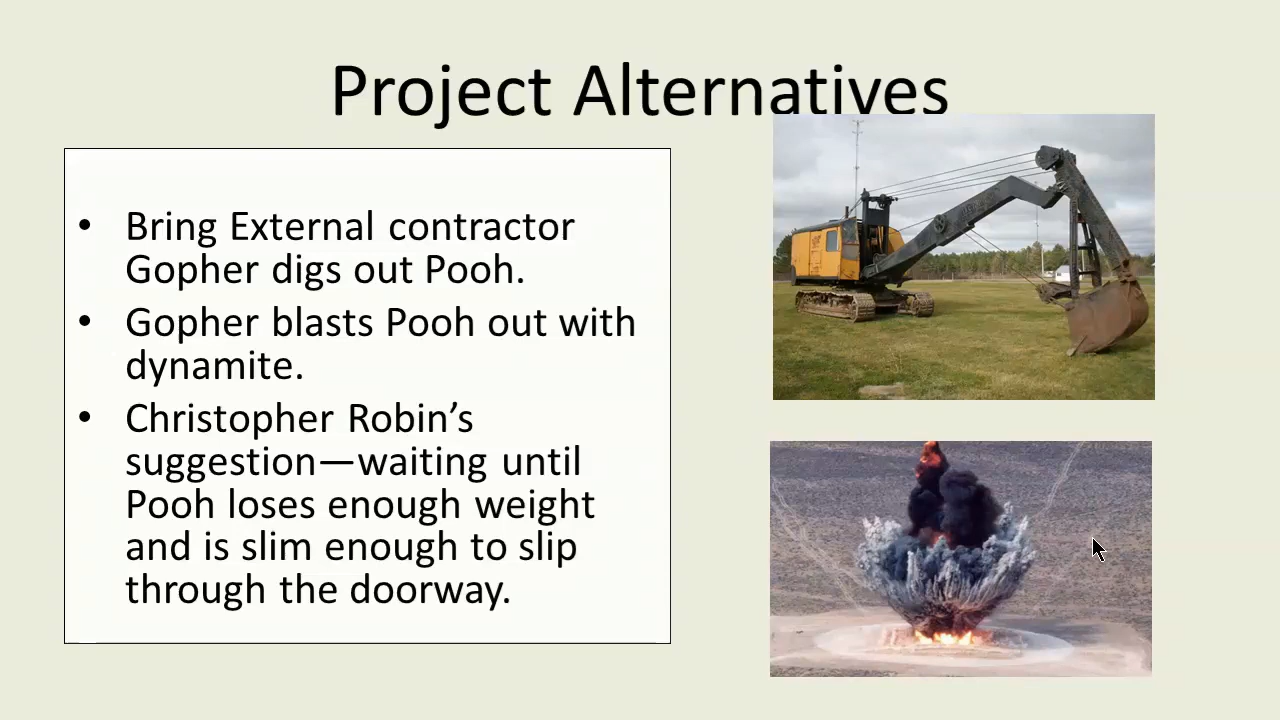 Project Alternatives
• Bring External contractor
Gopher digs out Pooh.
• Gopher blasts Pooh out with
dynamite.
• Christopher Robin’s
suggestion—waiting until
Pooh loses enough weight
and is slim enough to slip
through the doorway.